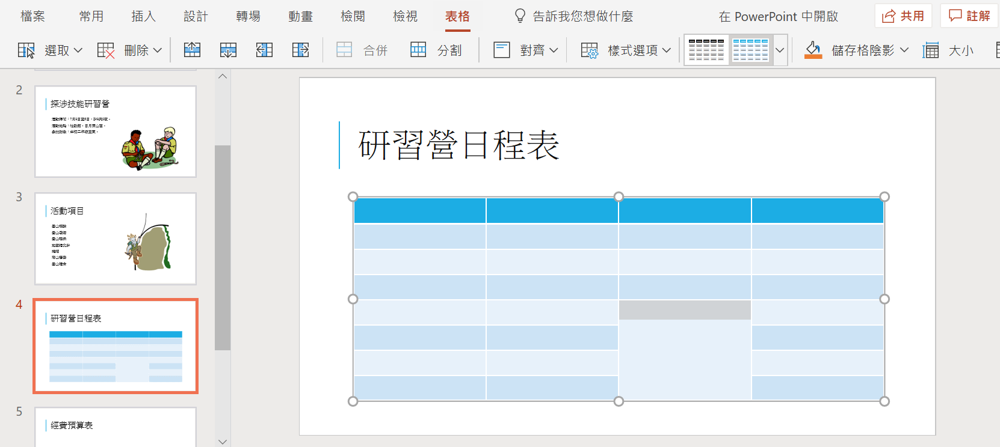 檔案 常用 插入 設計 轉場 動畫 檢閱 檢視 表格 告訴我您想做什麼 在 PowerPoint 中開啟 共用 註解
選取 刪除 合併 分割 對齊 樣式選項 儲存格陰影 大小
2
探涉技能研習營
3
活動項目
4
研習營日程表
5
經費預算表
研習營日程表